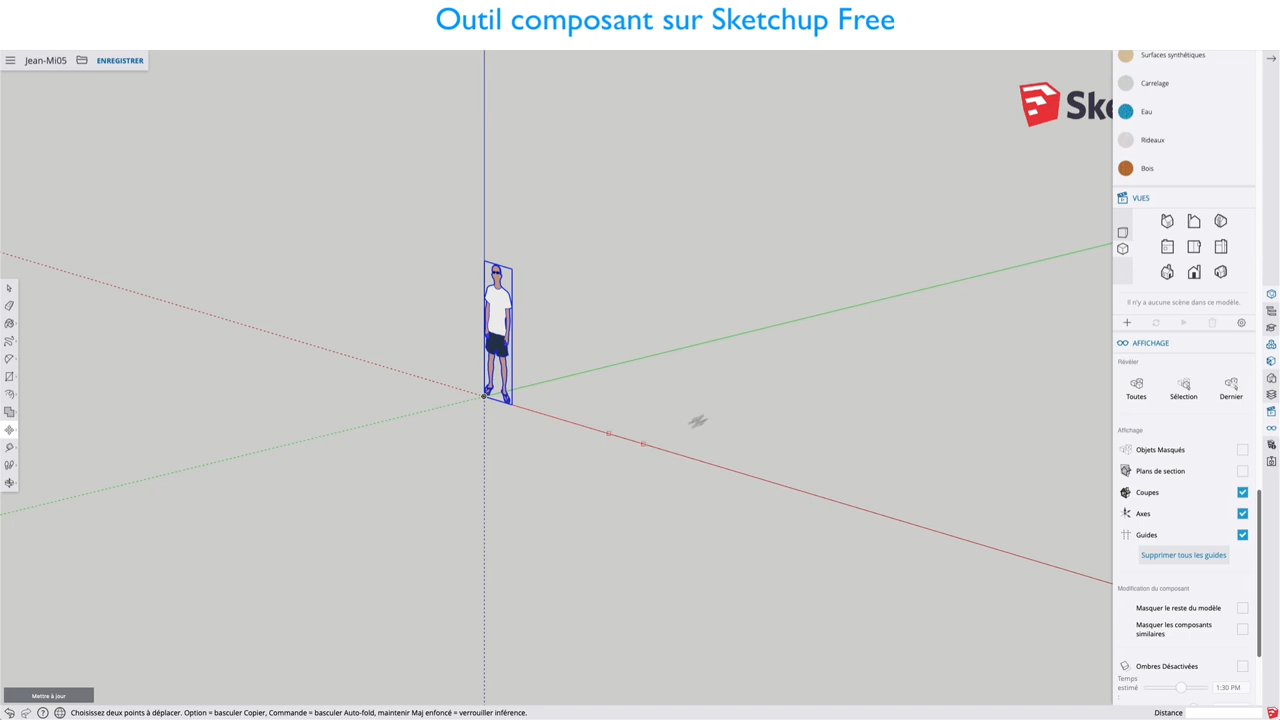 Outil composant sur Sketchup Free
Jean-Mi05
ENREGISTRER
Surfaces synthétiques
Carrelage
Eau
Rideaux
Bois
VUES
Il n'y a aucune scène dans ce modèle.
AFFICHAGE
Révéler
Toutes
Sélection
Dernier
Affichage
Objets Masqués
Plans de section
Coupes
Axes
Guides
Supprimer tous les guides
Modification du composant
Masquer le reste du modèle
Masquer les composants
similaires
Ombres Désactivées
Temps
estimé
:
1:30 PM
Mettre à jour
Choisissez deux points à déplacer. Option = basculer Copier, Commande = basculer Auto-fold, maintenir Maj enfoncé = verrouiller inférence.
Distance